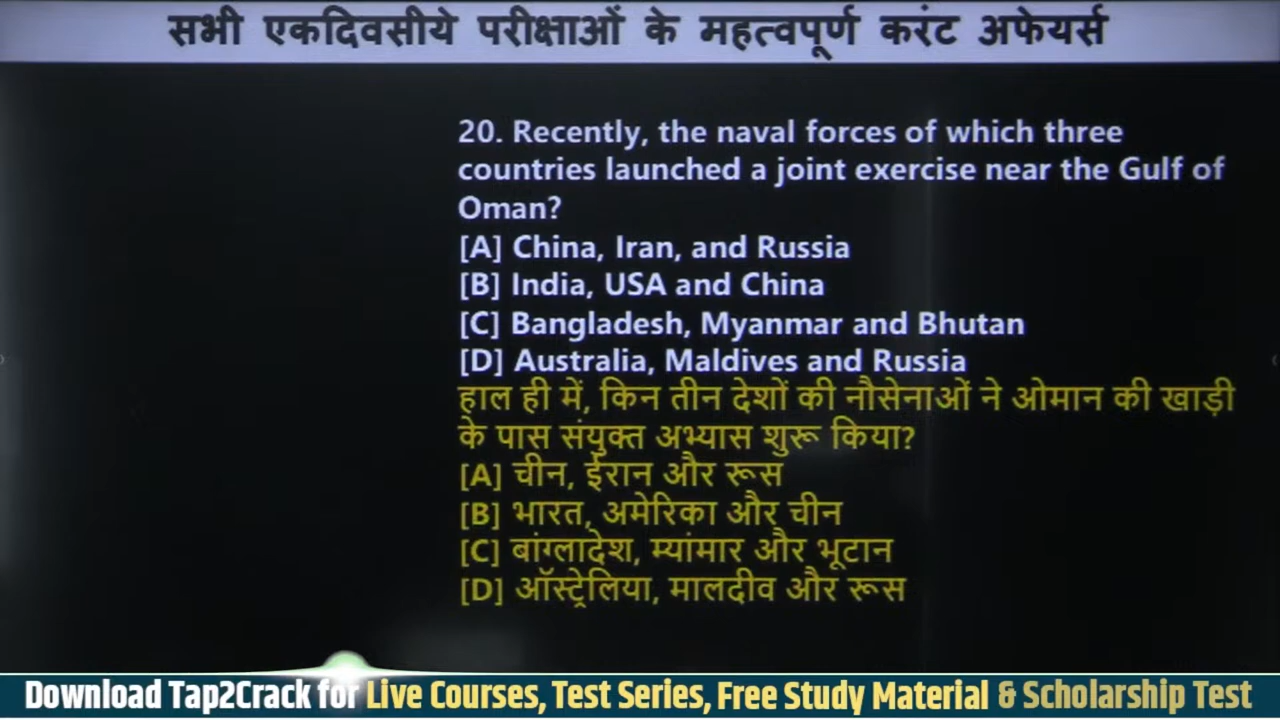 सभी एकदिवसीये परीक्षाओं के महत्वपूर्ण करंट अफेयर्स
20. Recently, the naval forces of which three
countries launched a joint exercise near the Gulf of
Oman?
[A] China, Iran, and Russia
[B] India, USA and China
[C] Bangladesh, Myanmar and Bhutan
[D] Australia, Maldives and Russia
हाल ही में, किन तीन देशों की नौसेनाओं ने ओमान की खाड़ी
के पास संयुक्त अभ्यास शुरू किया?
[A] चीन, ईरान और रूस
[B] भारत, अमेरिका और चीन
[C] बांग्लादेश, म्यांमार और भूटान
[D] ऑस्ट्रेलिया, मालदीव और रूस
Download Tap2Crack for Live Courses, Test Series, Free Study Material & Scholarship Test